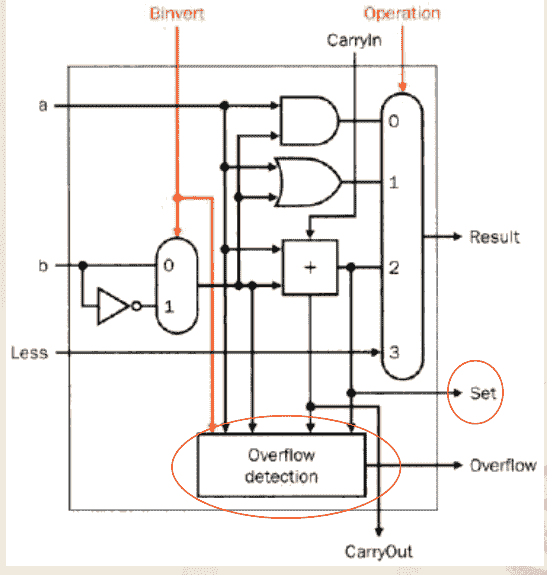 Binvert
Operation
CarryIn
a
0
1
b
0
+
2
Result
1
Less
3
Set
Overflow
detection
Overflow
CarryOut